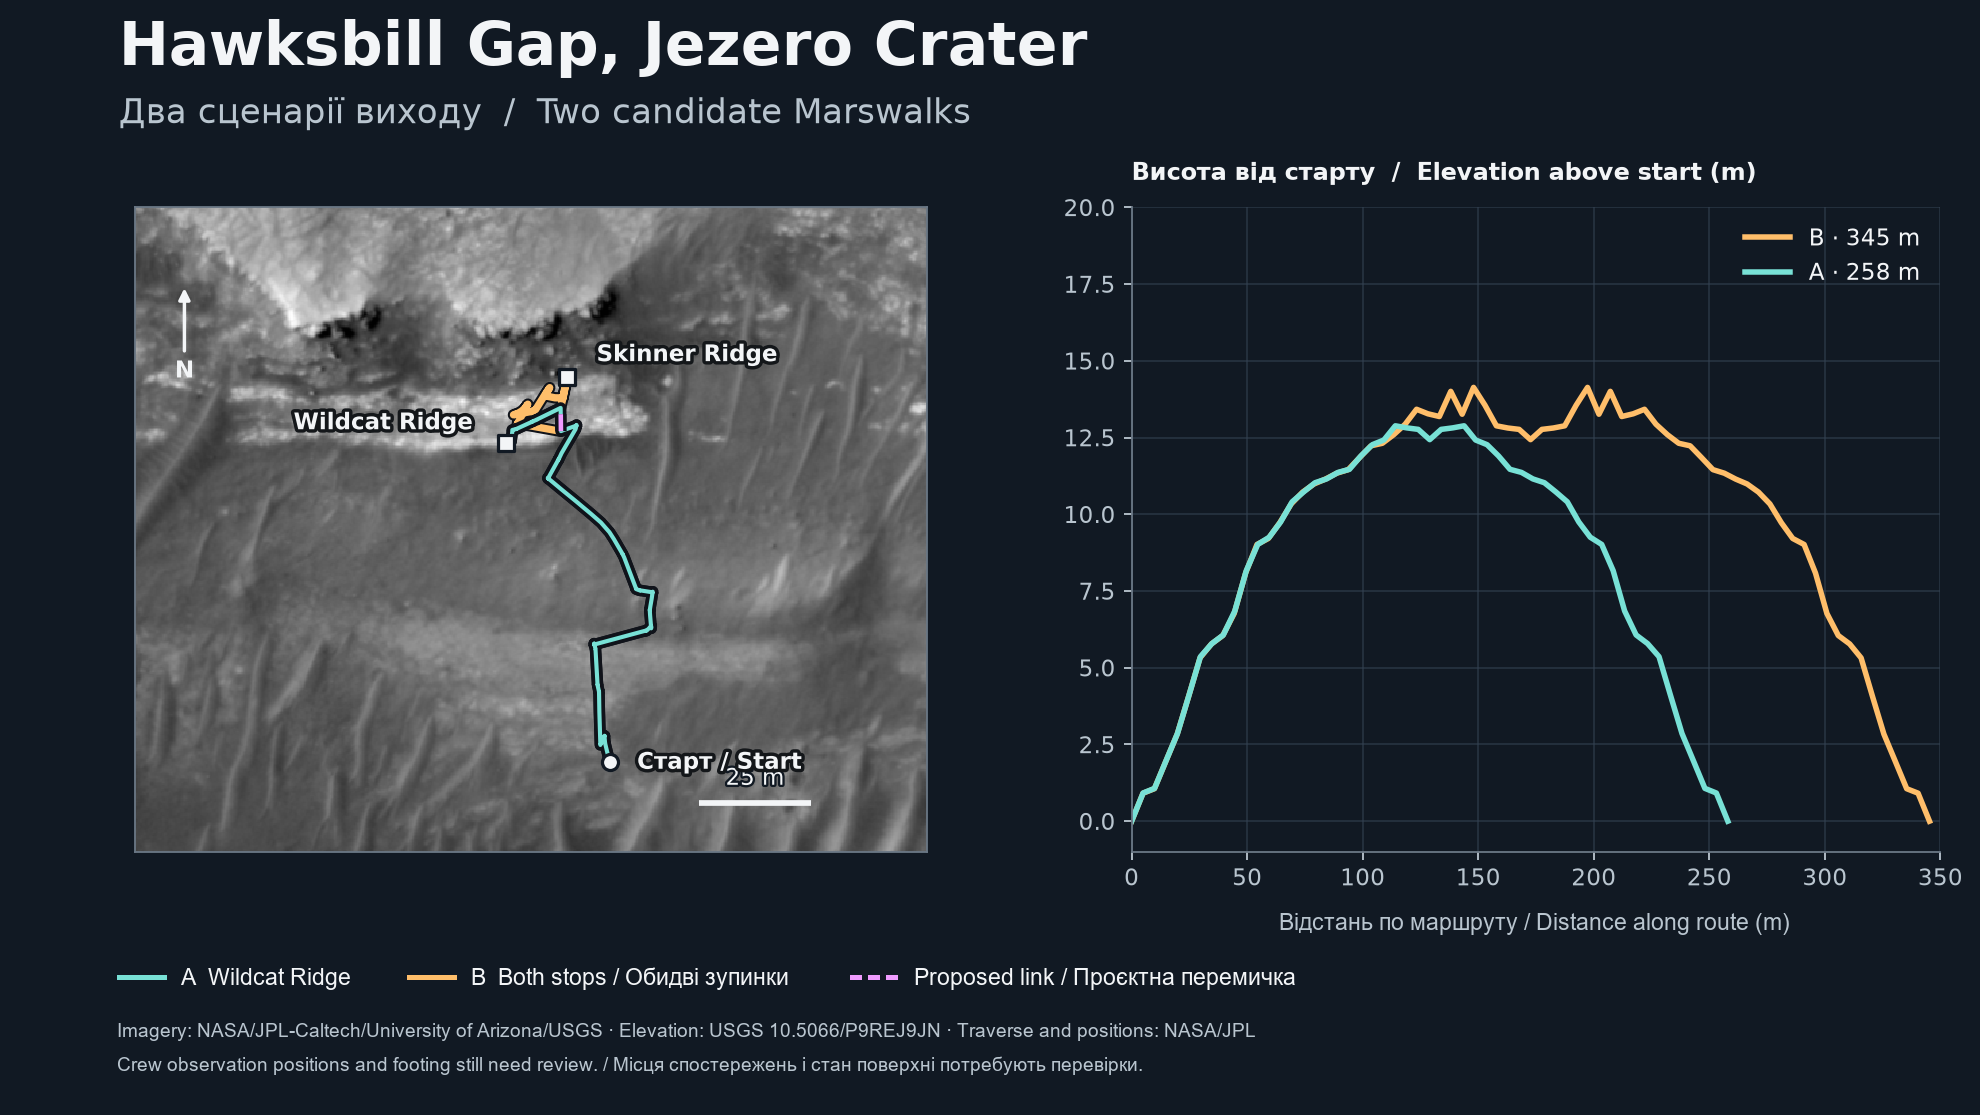 Hawksbill Gap, Jezero Crater
Два сценарії виходу / Two candidate Marswalks
N
Skinner Ridge
Wildcat Ridge
Старт / Start
25 m
Висота від старту / Elevation above start (m)
20.0
17.5
15.0
12.5
10.0
7.5
5.0
2.5
0.0
B · 345 m
A · 258 m
0 50 100 150 200 250 300 350
Відстань по маршруту / Distance along route (m)
A Wildcat Ridge
B Both stops / Обидві зупинки
Proposed link / Проєктна перемичка
Imagery: NASA/JPL-Caltech/University of Arizona/USGS · Elevation: USGS 10.5066/P9REJ9JN · Traverse and positions: NASA/JPL
Crew observation positions and footing still need review. / Місця спостережень і стан поверхні потребують перевірки.